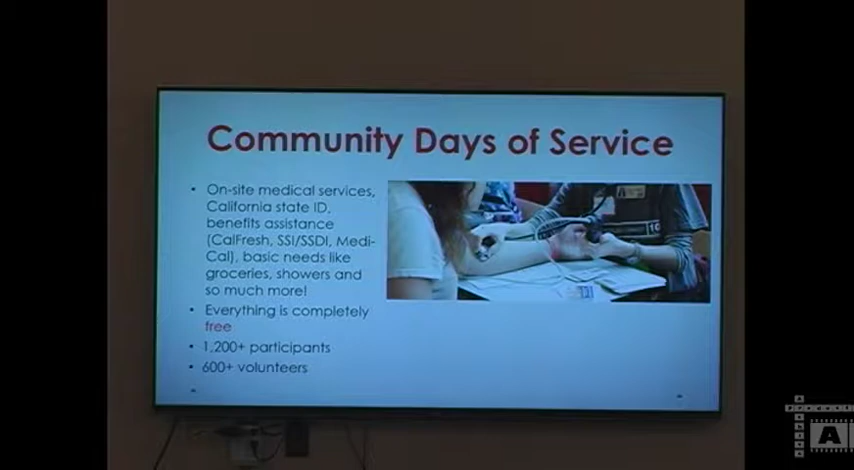 Community Days of Service
• On-site medical services,
California state ID,
benefits assistance
(CalFresh, SSI/SSDI, Medi-
Cal), basic needs like
groceries, showers and
so much more!
• Everything is completely
free
• 1,200+ participants
• 600+ volunteers